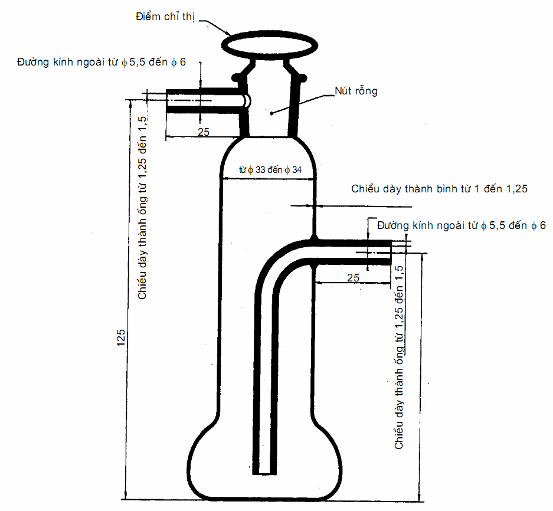 Điểm chỉ thị
Đường kính ngoài từ ϕ 5,5 đến ϕ 6
Nút rỗng
25
Chiều dày thành ống từ 1,25 đến 1,5
từ ϕ 33 đến ϕ 34
Chiều dày thành bình từ 1 đến 1,25
Đường kính ngoài từ ϕ 5,5 đến ϕ 6
25
Chiều dày thành ống từ 1,25 đến 1,5
125